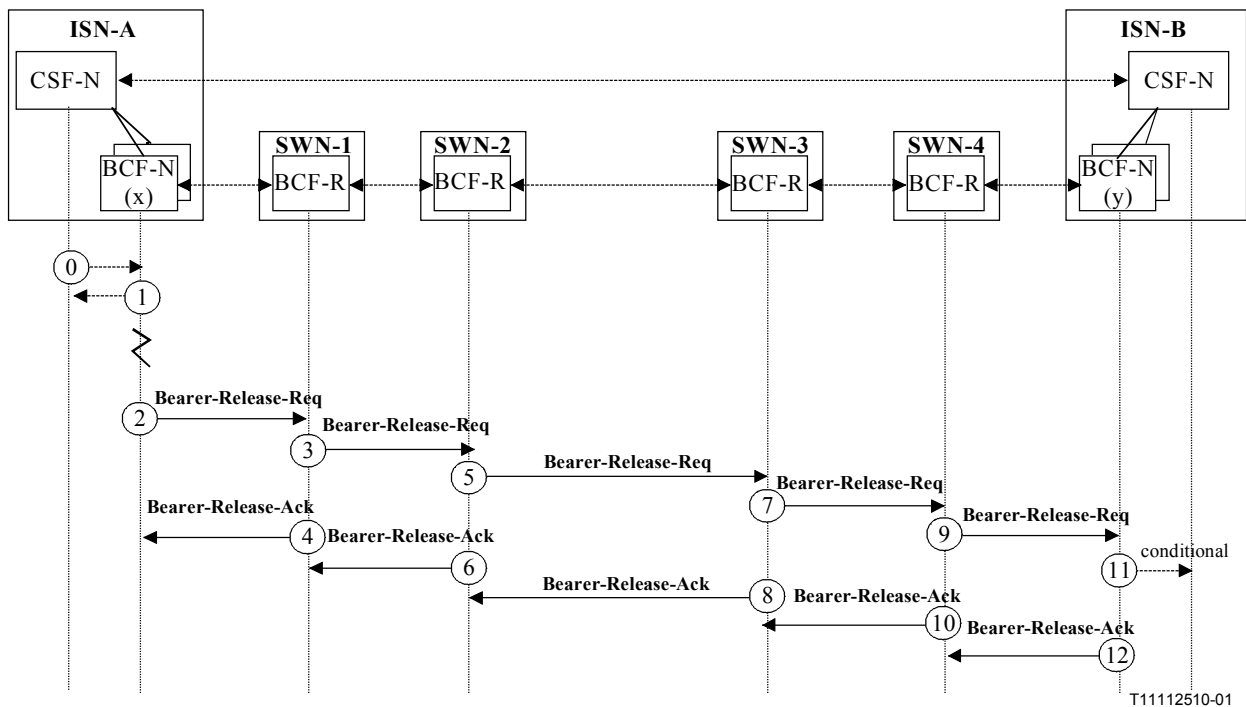 ISN-A
ISN-B
CSF-N
CSF-N
SWN-1
SWN-2
SWN-3
SWN-4
BCF-N
(x)
BCF-R
BCF-R
BCF-R
BCF-R
BCF-N
(y)
0
1
Bearer-Release-Req
2
Bearer-Release-Req
3
Bearer-Release-Req
5
Bearer-Release-Req
7
Bearer-Release-Ack
4
Bearer-Release-Req
9
Bearer-Release-Ack
6
conditional
11
Bearer-Release-Ack
8
Bearer-Release-Ack
10
Bearer-Release-Ack
12
T11112510-01